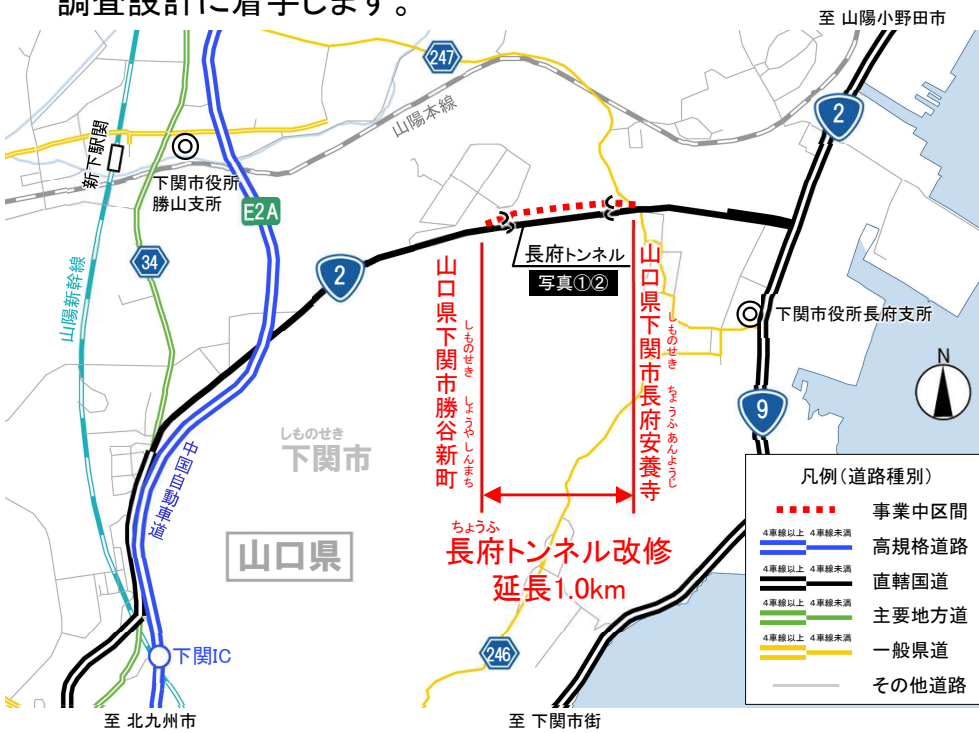 調査設計に着手します。
至 山陽小野田市
247
山陽本線
2
新下関駅
下関市役所
勝山支所
E2A
34
2
山陽新幹線
長府トンネル
写真①②
下関市役所長府支所
N
9
山口県下関市勝谷新町
しものせき しょうやしんまち
山口県下関市長府安養寺
しものせき ちょうふあんようじ
しものせき
下関市
中国自動車道
山口県
ちょうふ
長府トンネル改修
延長1.0km
246
下関IC
凡例(道路種別)
事業中区間
4車線以上 4車線未満
高規格道路
4車線以上 4車線未満
直轄国道
4車線以上 4車線未満
主要地方道
4車線以上 4車線未満
一般県道
その他道路
至 北九州市
至 下関市街